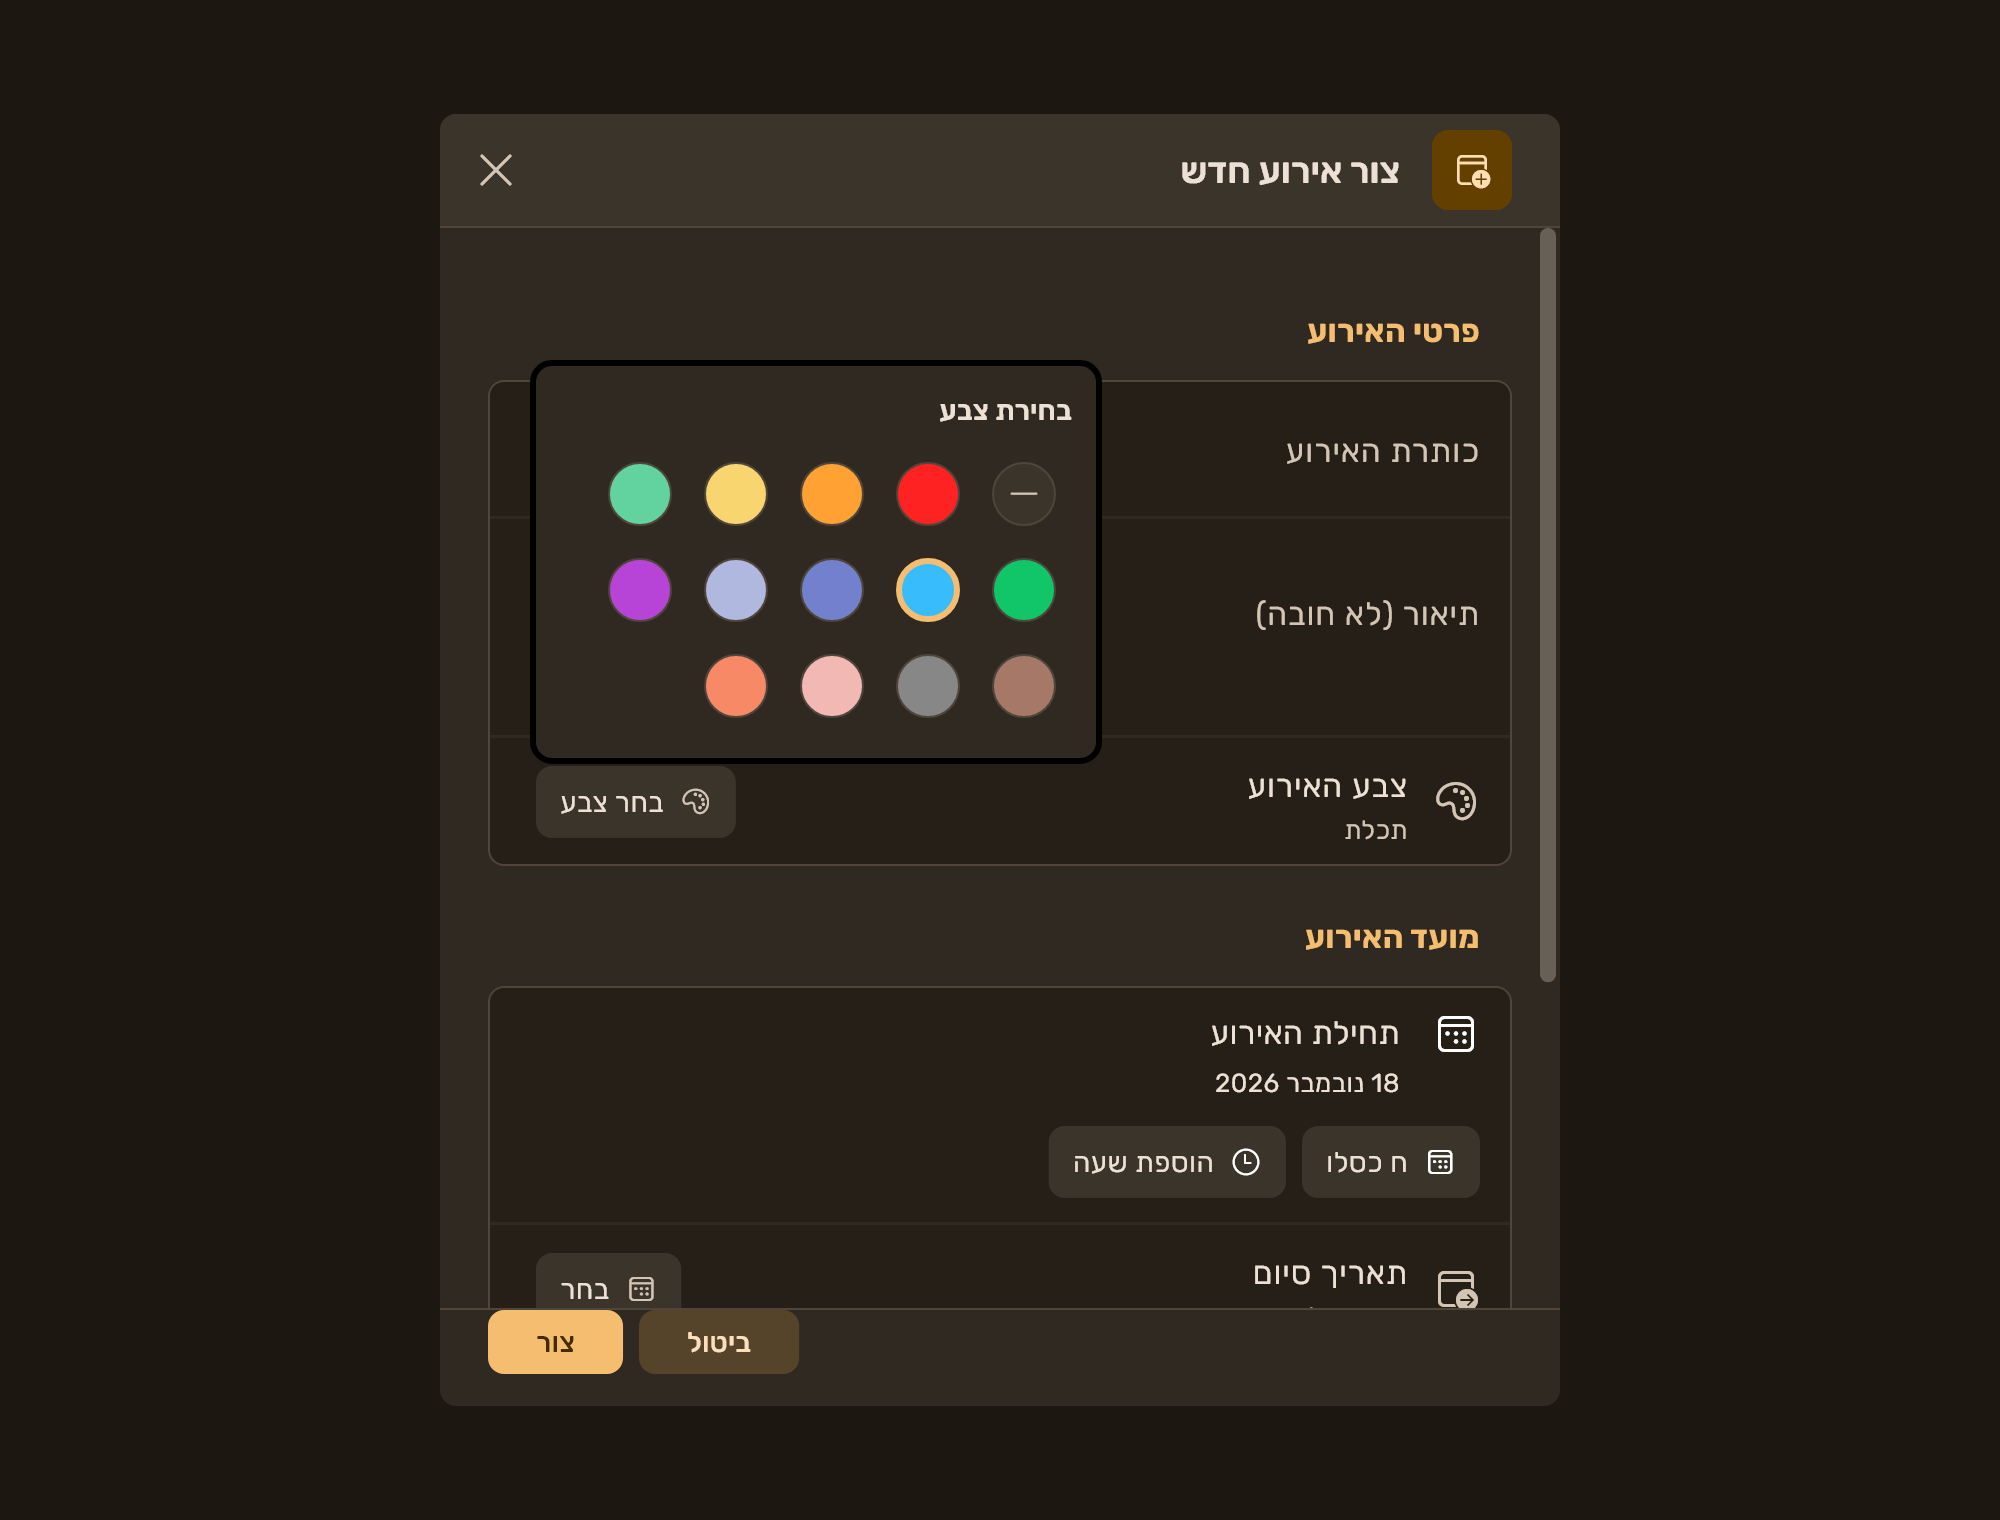 צור אירוע חדש
פרטי האירוע
כותרת האירוע
תיאור (לא חובה)
בחירת צבע
צבע האירוע
תכלת
בחר צבע
מועד האירוע
תחילת האירוע
18 נובמבר 2026
ח כסלו
הוספת שעה
תאריך סיום
בחר
ביטול
צור